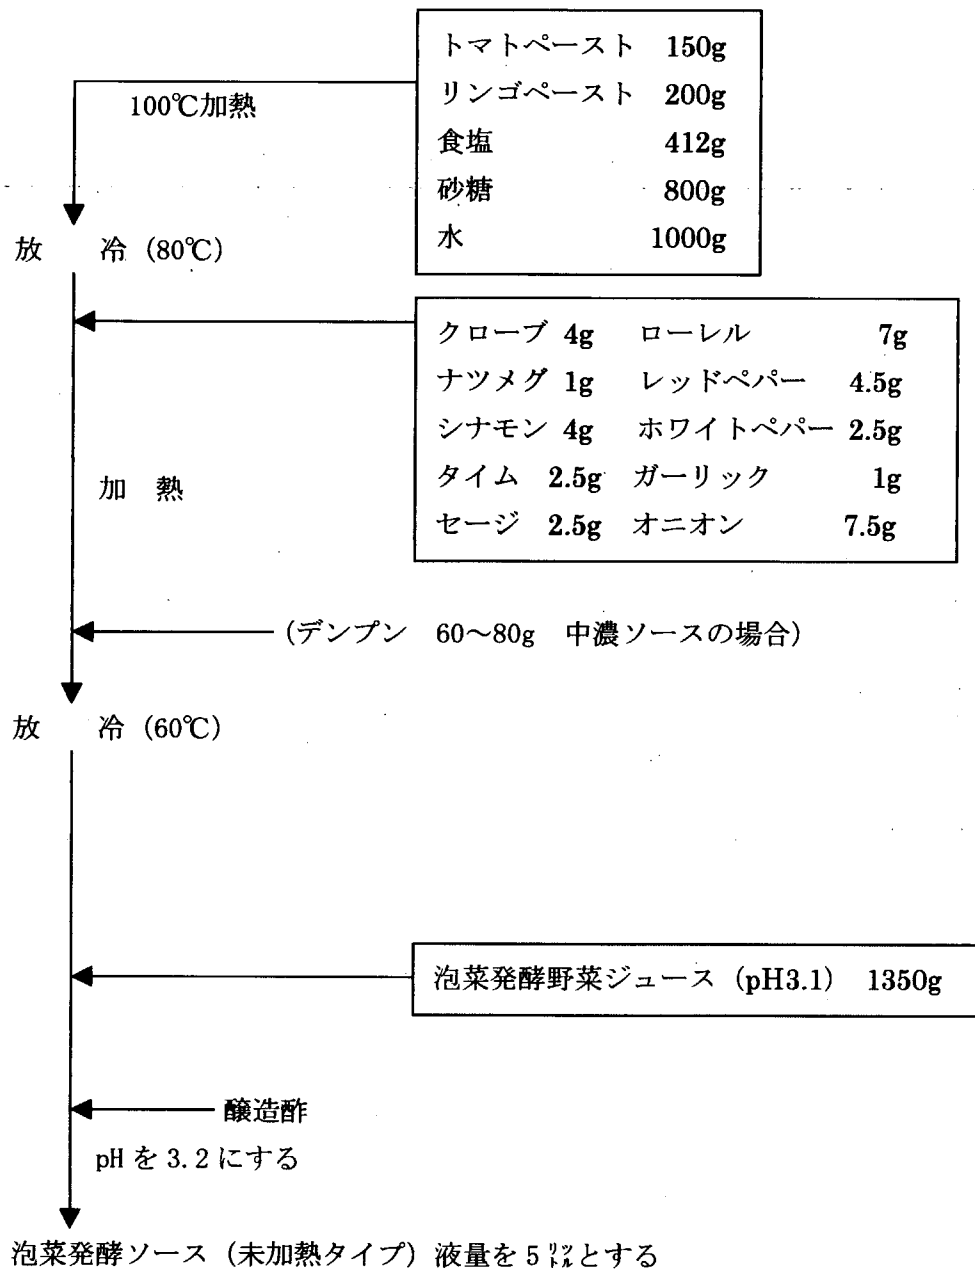 トマトペースト 150g
リンゴペースト 200g
食塩 412g
砂糖 800g
水 1000g
100℃加熱
放 冷 (80℃)
クローブ 4g ローレル 7g
ナツメグ 1g レッドペパー 4.5g
シナモン 4g ホワイトペパー 2.5g
タイム 2.5g ガーリック 1g
セージ 2.5g オニオン 7.5g
加 熱
(デンプン 60〜80g 中濃ソースの場合)
放 冷 (60℃)
泡菜発酵野菜ジュース (pH3.1) 1350g
醸造酢
pHを3.2にする
泡菜発酵ソース (未加熱タイプ) 液量を5リットルとする